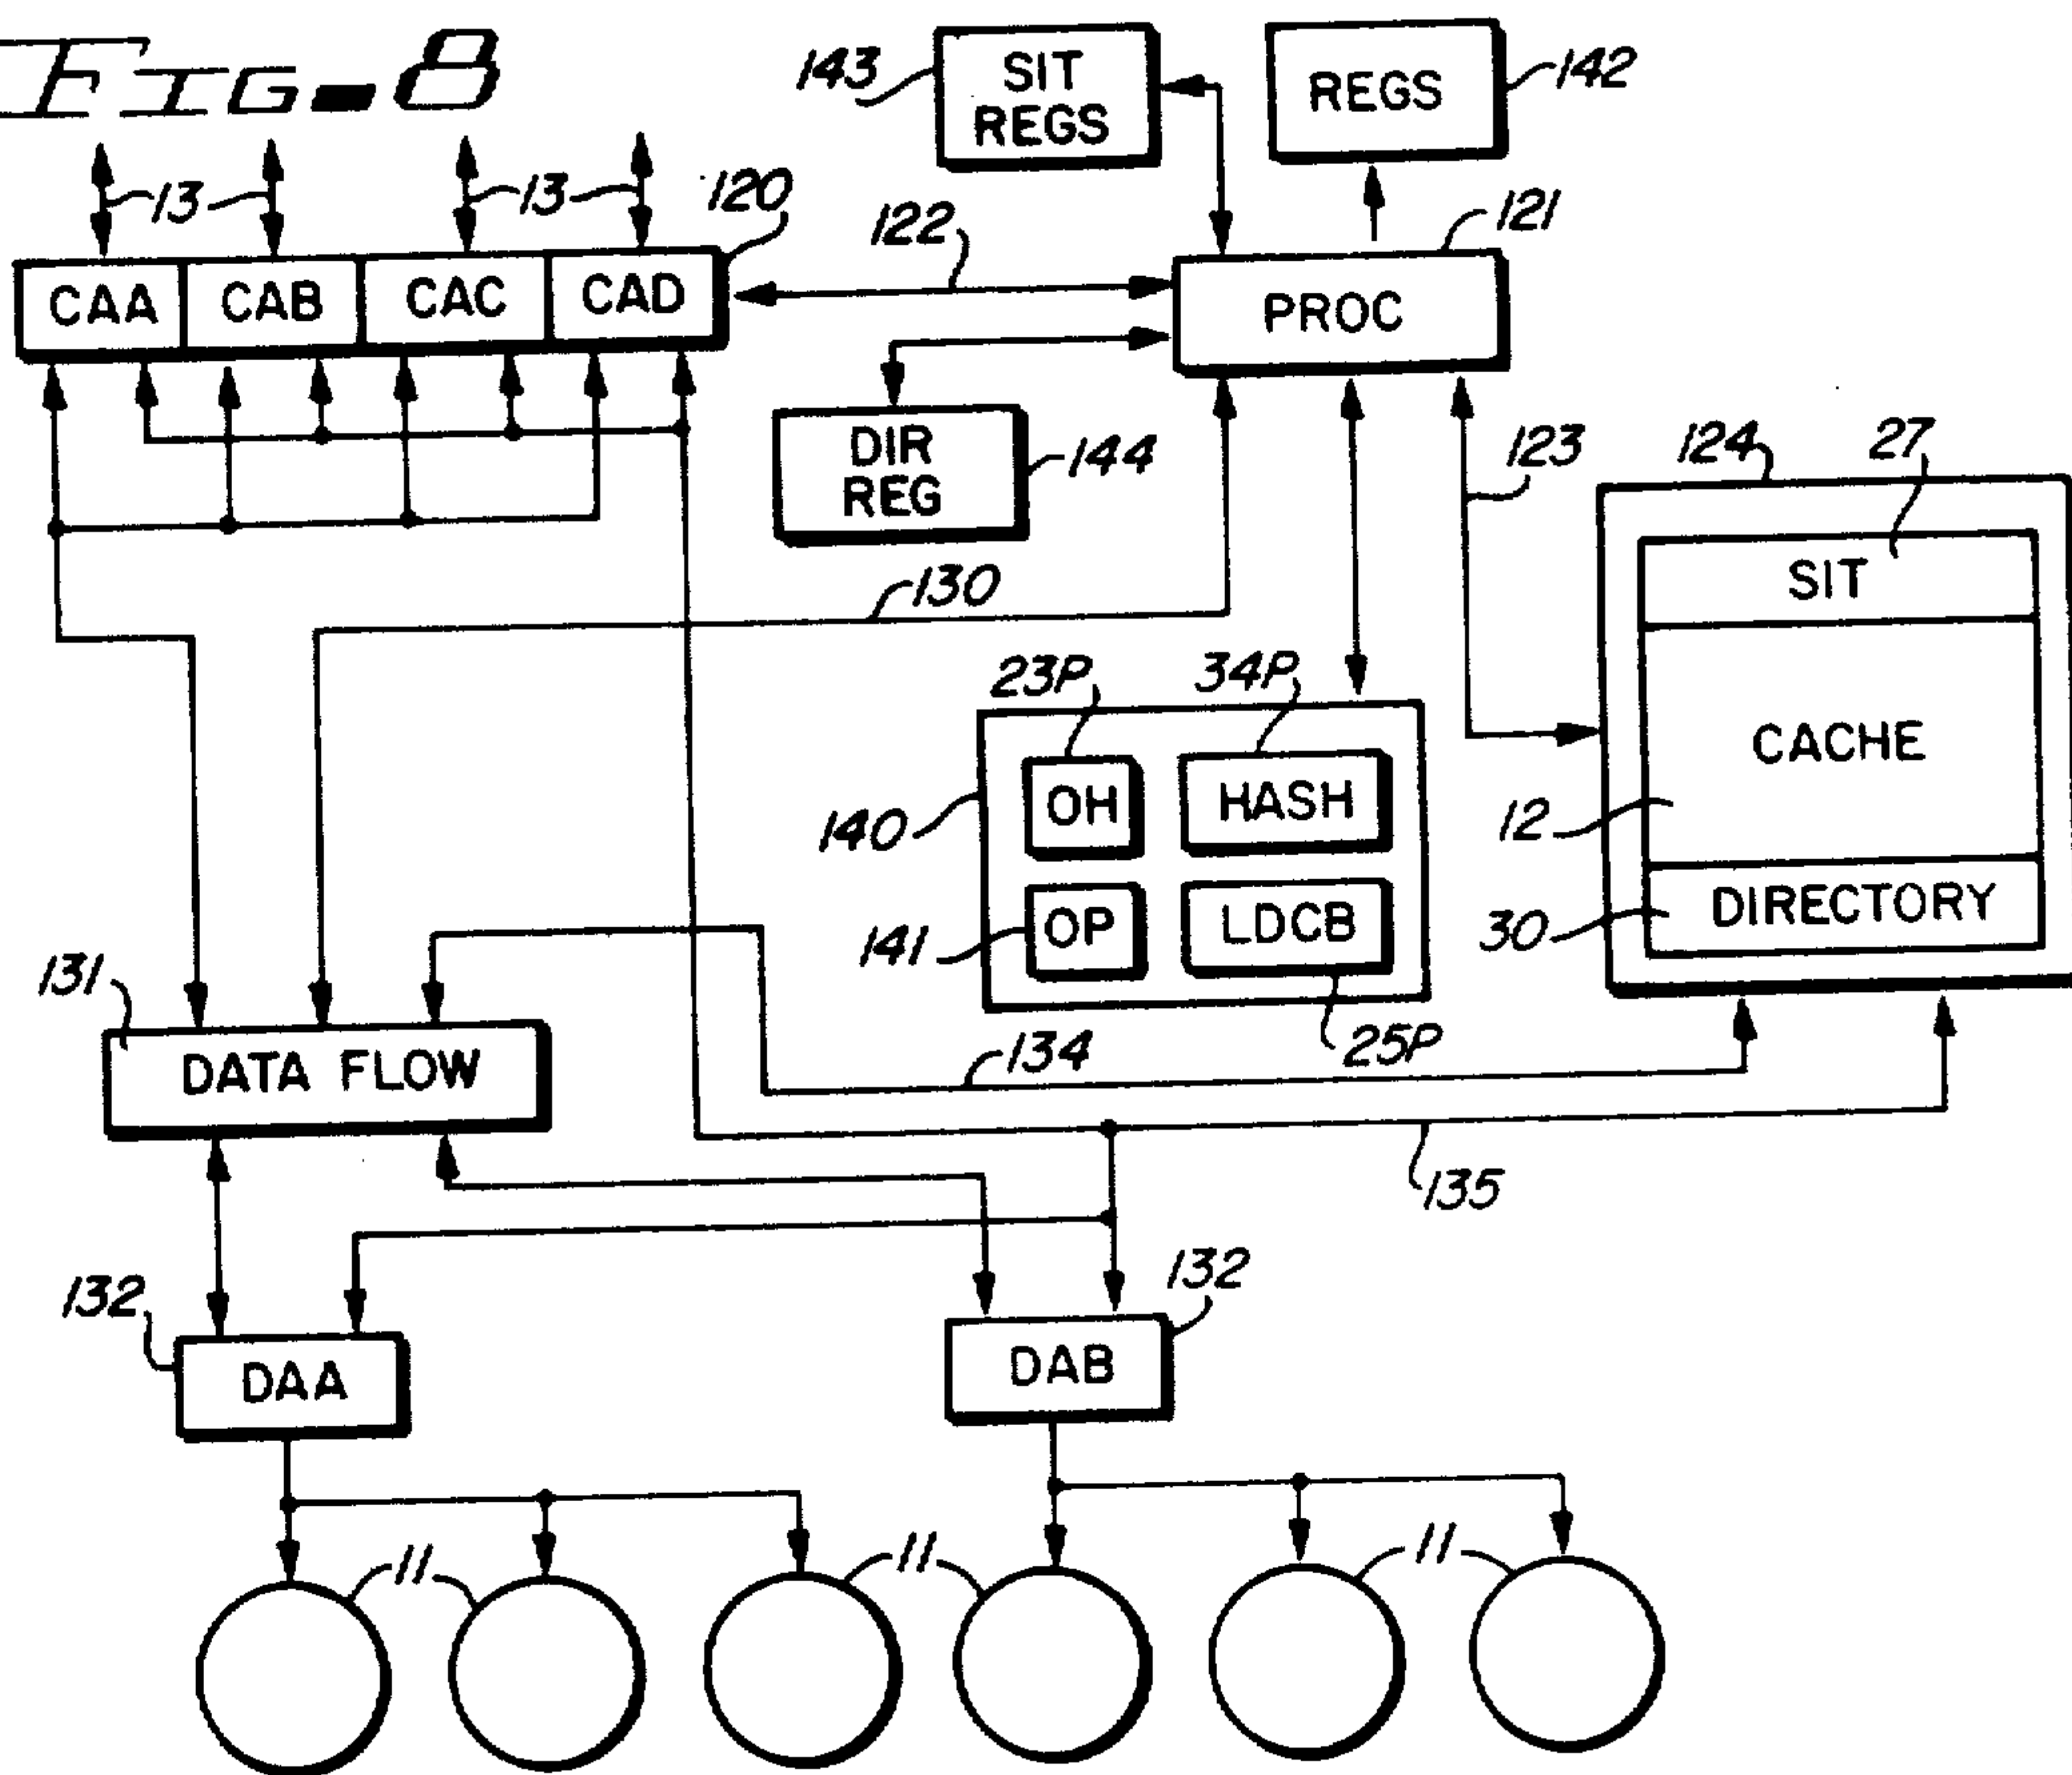 FIG. 8
143
SIT
REGS
REGS
142
13
13
120
122
121
CAA
CAB
CAC
CAD
PROC
DIR
REG
144
123
124
27
SIT
130
23P
34P
CACHE
OH
HASH
140
12
OP
LDCB
141
30
DIRECTORY
131
25P
DATA FLOW
134
135
132
132
DAA
DAB
11
11
11